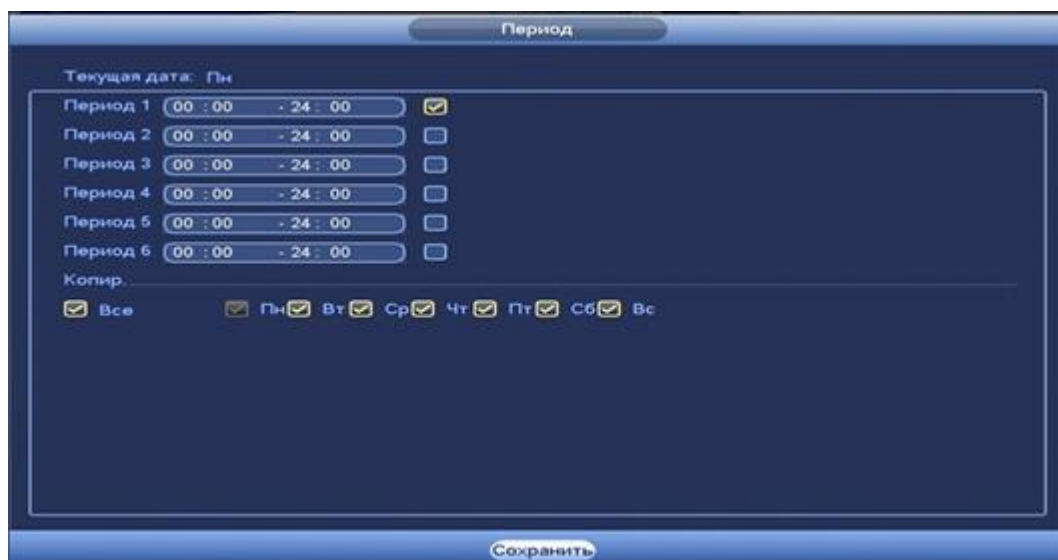 Период
Текущая дата: Пн
Период 1 00 : 00 - 24 : 00
Период 2 00 : 00 - 24 : 00
Период 3 00 : 00 - 24 : 00
Период 4 00 : 00 - 24 : 00
Период 5 00 : 00 - 24 : 00
Период 6 00 : 00 - 24 : 00
Копир.
Все Пн Вт Ср Чт Пт Сб Вс
Сохранить